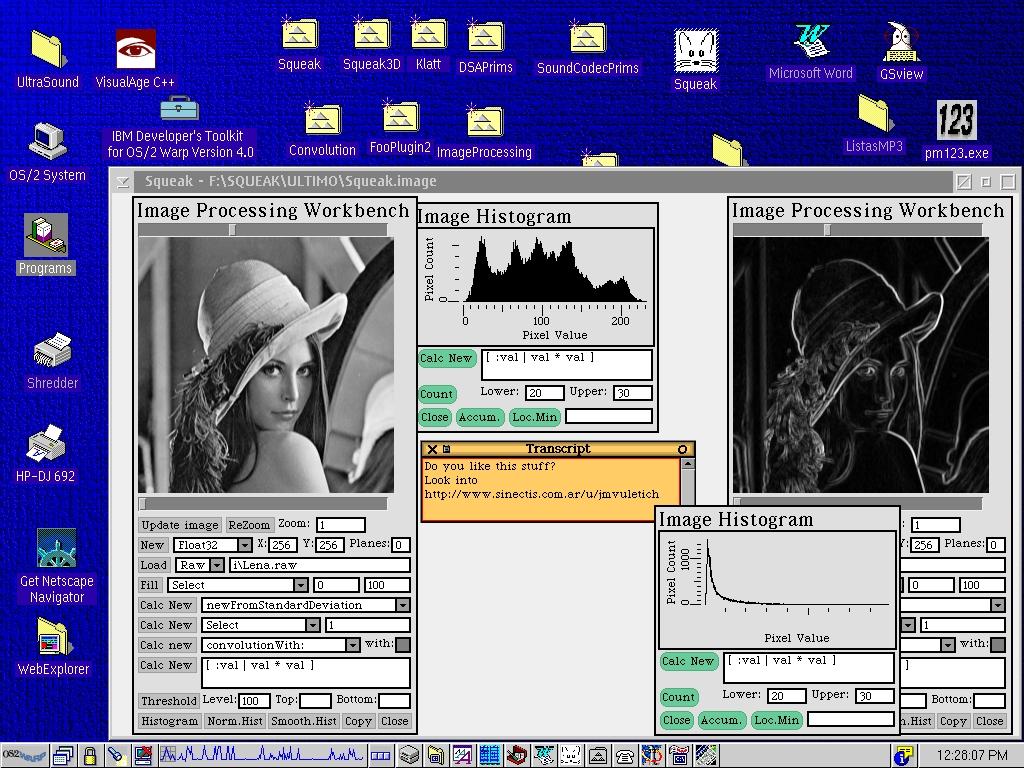 UltraSound
VisualAge C++
Squeak
Squeak3D
Klatt
DSAPrims
SoundCodecPrims
Squeak
Microsoft Word
GSview
OS/2 System
IBM Developer's Toolkit
for OS/2 Warp Version 4.0
Convolution
FooPlugin2
ImageProcessing
ListasMP3
123
pm123.exe
Programs
Shredder
HP-DJ 692
Get Netscape
Navigator
WebExplorer
Squeak - F:\SQUEAK\ULTIMO\Squeak.image
Image Processing Workbench
Update image ReZoom Zoom: 1
New Float32 X: 256 Y: 256 Planes: 0
Load Raw i\Lena.raw
Fill Select 0 100
Calc New newFromStandardDeviation
Calc New Select 1
Calc new convolutionWith: with:
Calc New [ :val | val * val ]
Threshold Level: 100 Top: Bottom:
Histogram Norm.Hist Smooth.Hist Copy Close
Image Histogram
Pixel Count
0
0 100 200
Pixel Value
Calc New [ :val | val * val ]
Count Lower: 20 Upper: 30
Close Accum. Loc.Min
Transcript
Do you like this stuff?
Look into
http://www.sinectis.com.ar/u/jmvuletich
Image Processing Workbench
: 1
Y: 256 Planes: 0
0 100
1
with:
]
Bottom:
n.Hist Copy Close
Image Histogram
Pixel Count
0 1000
Pixel Value
Calc New [ :val | val * val ]
Count Lower: 20 Upper: 30
Close Accum. Loc.Min
OS2 WARP
12:28:07 PM